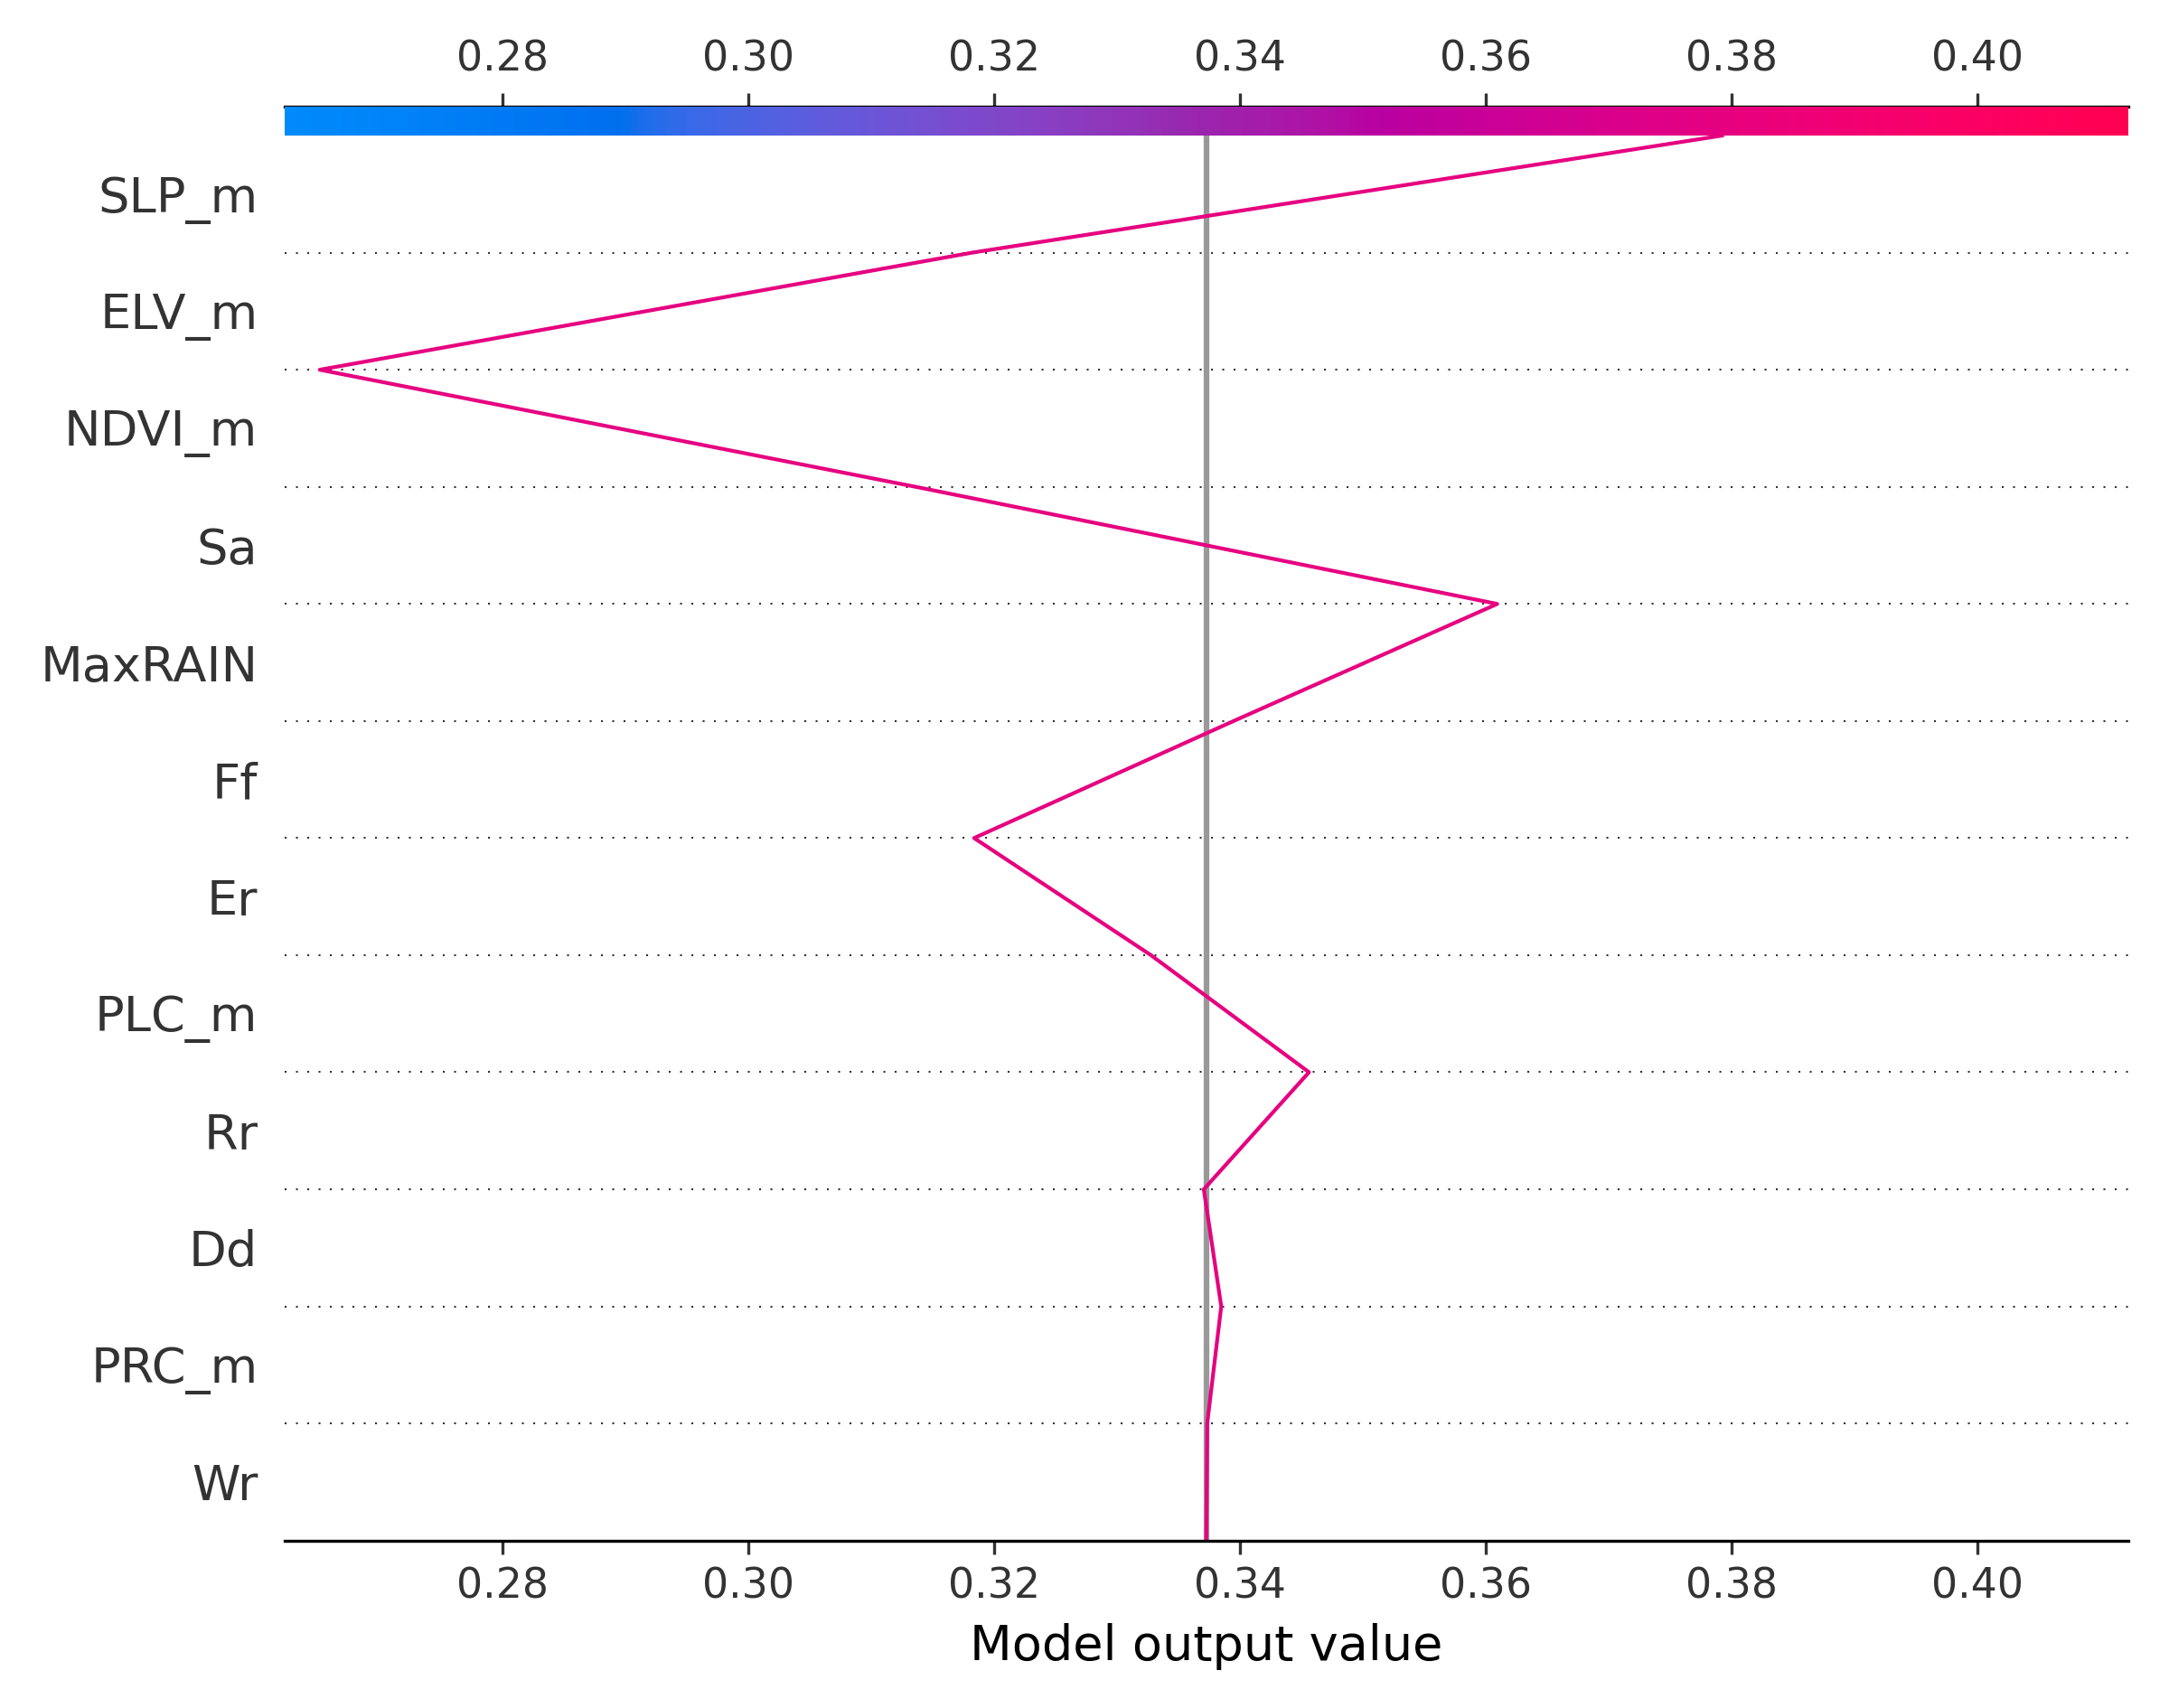 0.28 0.30 0.32 0.34 0.36 0.38 0.40
SLP_m
ELV_m
NDVI_m
Sa
MaxRAIN
Ff
Er
PLC_m
Rr
Dd
PRC_m
Wr
0.28 0.30 0.32 0.34 0.36 0.38 0.40
Model output value